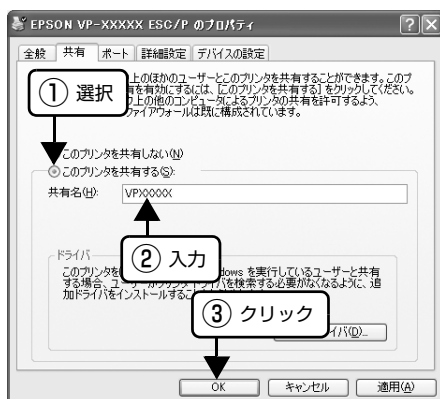 EPSON VP-XXXXX ESC/P のプロパティ
全般 共有 ポート 詳細設定 デバイスの設定
上のほかのユーザーとこのプリンタを共有することができます。このプ
有を有効にするには、[このプリンタを共有する] をクリックしてください。
上の他のコンピュータによるプリンタの共有を許可するよう、
ファイアウォールは既に構成されています。
① 選択
このプリンタを共有しない(N)
このプリンタを共有する(S):
共有名(H): VPXXXXX
② 入力
ドライバ
このプリンタを
dows を実行しているユーザーと共有
する場合、ユーザー
バを検索する必要がなくなるように、追
加ドライバをインストールするこ
③ クリック
イバ(D)...
OK キャンセル 適用(A)